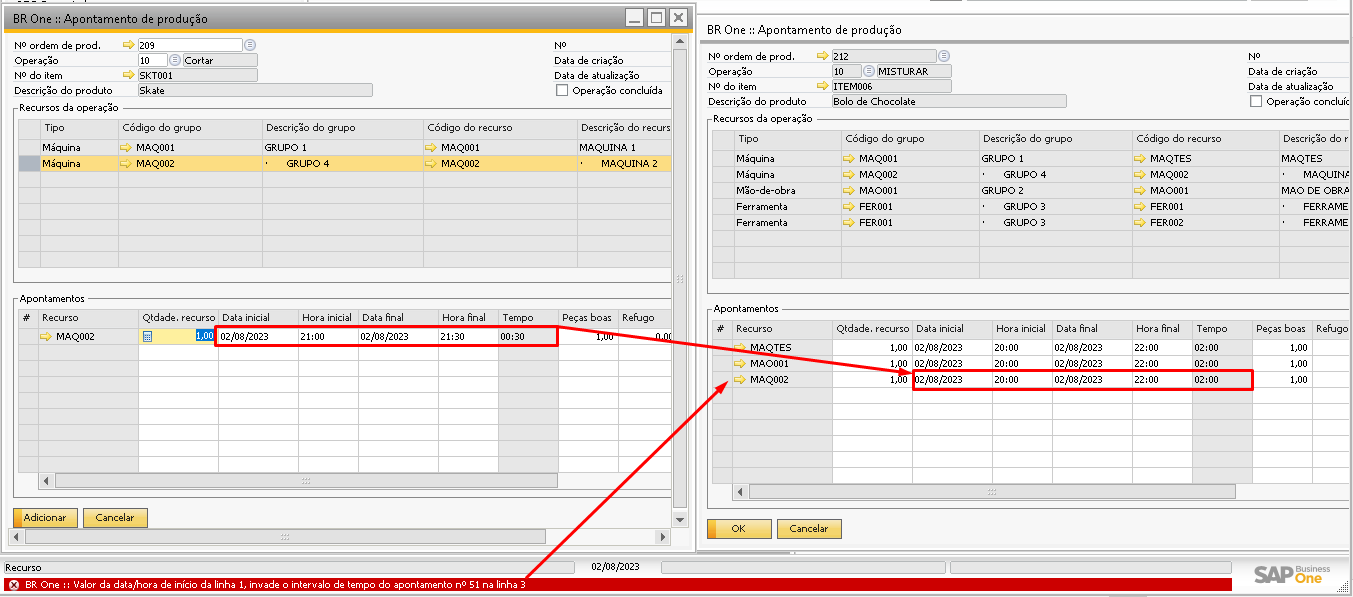 BR One :: Apontamento de produção
Nº ordem de prod. 209 Nº
Operação 10 Cortar Data de criação
Nº do item SKT001 Data de atualização
Descrição do produto Skate Operação concluída
Recursos da operação
Tipo Código do grupo Descrição do grupo Código do recurso Descrição do recurs
Máquina MAQ001 GRUPO 1 MAQ001 MAQUINA 1
Máquina MAQ002 GRUPO 4 MAQ002 MAQUINA 2
Apontamentos
# Recurso Qtdade. recurso Data inicial Hora inicial Data final Hora final Tempo Peças boas Refugo
MAQ002 1,00 02/08/2023 21:00 02/08/2023 21:30 00:30 1,00 0,00
Adicionar Cancelar
BR One :: Apontamento de produção
Nº ordem de prod. 212 Nº
Operação 10 MISTURAR Data de criação
Nº do item ITEM006 Data de atualização
Descrição do produto Bolo de Chocolate Operação concluíd
Recursos da operação
Tipo Código do grupo Descrição do grupo Código do recurso Descrição do r
Máquina MAQ001 GRUPO 1 MAQTES MAQTES
Máquina MAQ002 GRUPO 4 MAQ002 MAQUINA
Mão-de-obra MAO001 GRUPO 2 MAO001 MAO DE OBRA
Ferramenta FER001 GRUPO 3 FER001 FERRAME
Ferramenta FER001 GRUPO 3 FER002 FERRAME
Apontamentos
# Recurso Qtdade. recurso Data inicial Hora inicial Data final Hora final Tempo Peças boas Refugo
MAQTES 1,00 02/08/2023 20:00 02/08/2023 22:00 02:00 1,00
MAO001 1,00 02/08/2023 20:00 02/08/2023 22:00 02:00 1,00
MAQ002 1,00 02/08/2023 20:00 02/08/2023 22:00 02:00 1,00
OK Cancelar
Recurso 02/08/2023
BR One :: Valor da data/hora de início da linha 1, invade o intervalo de tempo do apontamento nº 51 na linha 3
SAP Business One